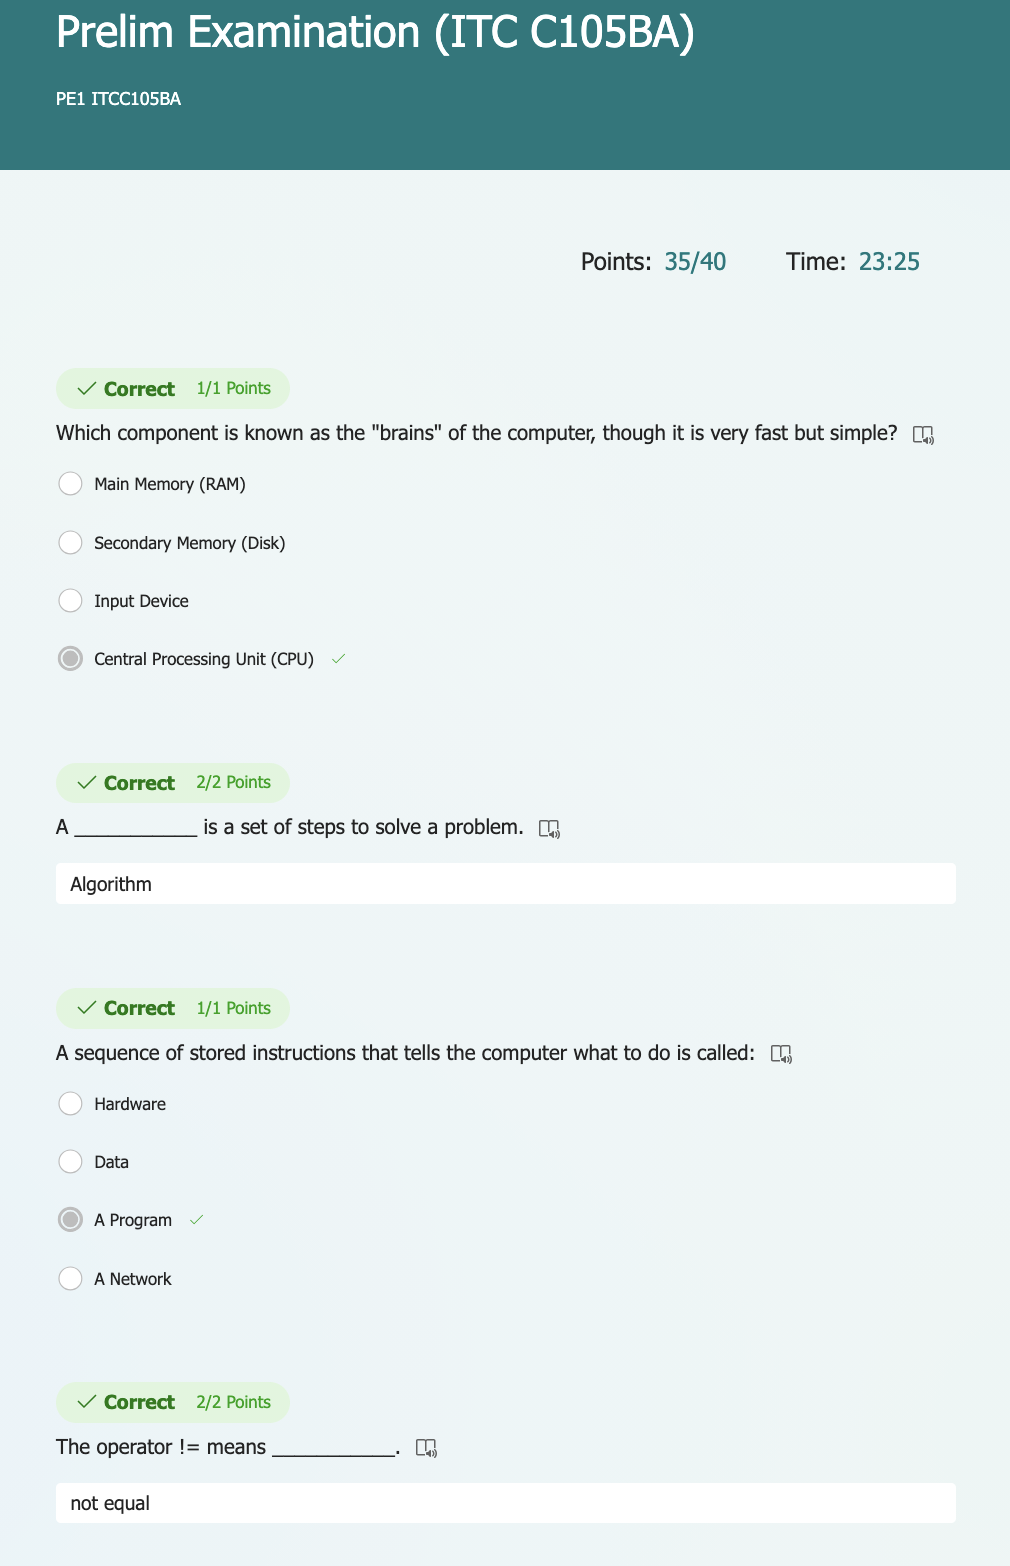 Prelim Examination (ITC C105BA)
PE1 ITCC105BA
Points: 35/40 Time: 23:25
Correct 1/1 Points
Which component is known as the "brains" of the computer, though it is very fast but simple?
Main Memory (RAM)
Secondary Memory (Disk)
Input Device
Central Processing Unit (CPU)
Correct 2/2 Points
A ___________ is a set of steps to solve a problem.
Algorithm
Correct 1/1 Points
A sequence of stored instructions that tells the computer what to do is called:
Hardware
Data
A Program
A Network
Correct 2/2 Points
The operator != means ___________.
not equal